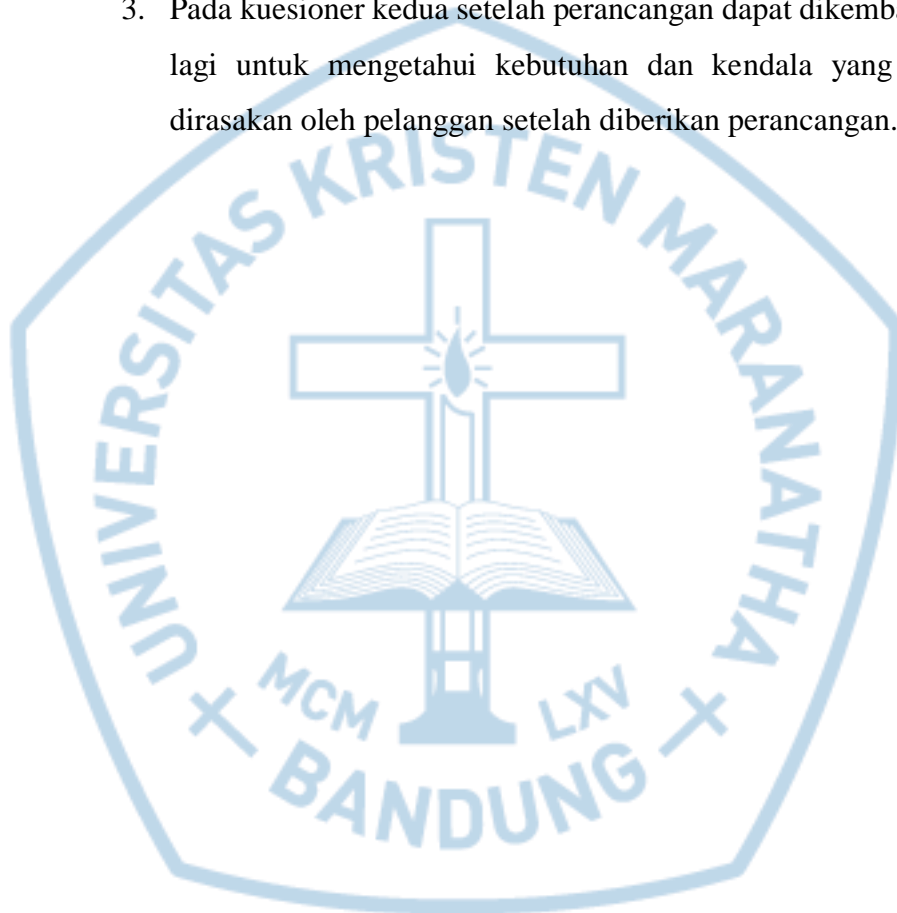 3. Pada kuesioner kedua setelah perancangan dapat
lagi untuk mengetahui kebutuhan dan kendala yang
dirasakan oleh pelanggan setelah diberikan perancangan.
UNIVERSITAS KRISTEN MARANATHA
MCM LXV
+ BANDUNG +